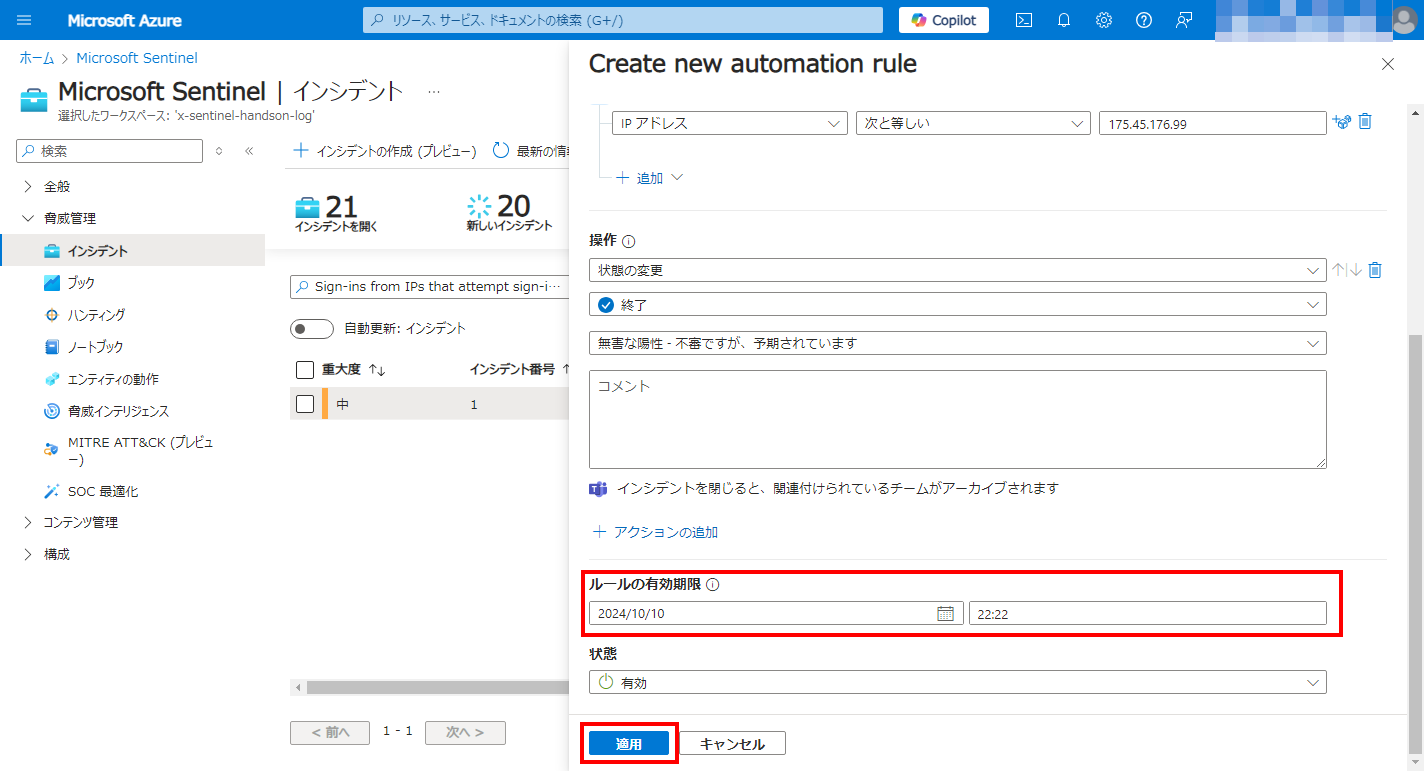 Microsoft Azure
リソース、サービス、ドキュメントの検索 (G+/)
Copilot
ホーム > Microsoft Sentinel
Microsoft Sentinel | インシデント ...
選択したワークスペース: 'x-sentinel-handson-log'
検索
全般
脅威管理
インシデント
ブック
ハンティング
ノートブック
エンティティの動作
脅威インテリジェンス
MITRE ATT&CK (プレビュ
ー)
SOC 最適化
コンテンツ管理
構成
インシデントの作成 (プレビュー)
最新の情
21
インシデントを開く
20
新しいインシデント
Sign-ins from IPs that attempt sign-i…
自動更新: インシデント
重大度 ↑↓ インシデント番号 ↑
中 1
< 前へ 1 - 1 次へ >
Create new automation rule
IP アドレス 次と等しい 175.45.176.99
追加
操作
状態の変更
終了
無害な陽性 - 不審ですが、予期されています
コメント
インシデントを閉じると、関連付けられているチームがアーカイブされます
アクションの追加
ルールの有効期限
2024/10/10 22:22
状態
有効
適用 キャンセル